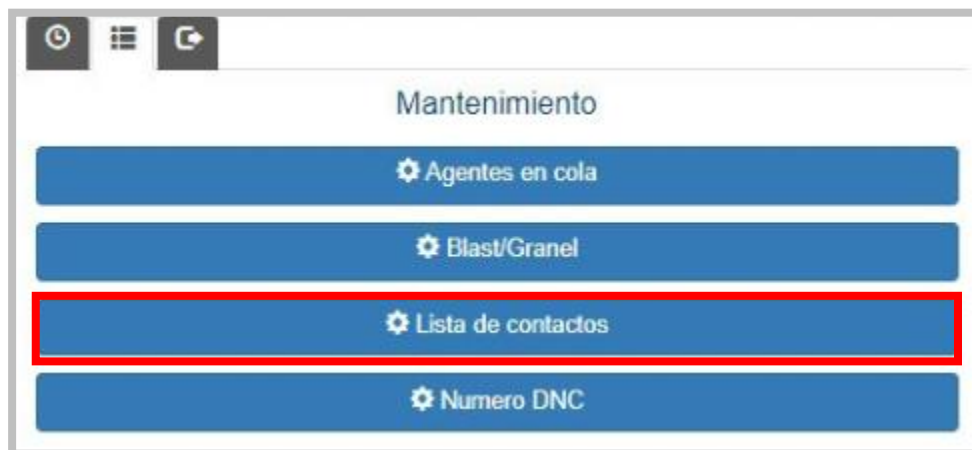 Mantenimiento
Agentes en cola
Blast/Granel
Lista de contactos
Numero DNC